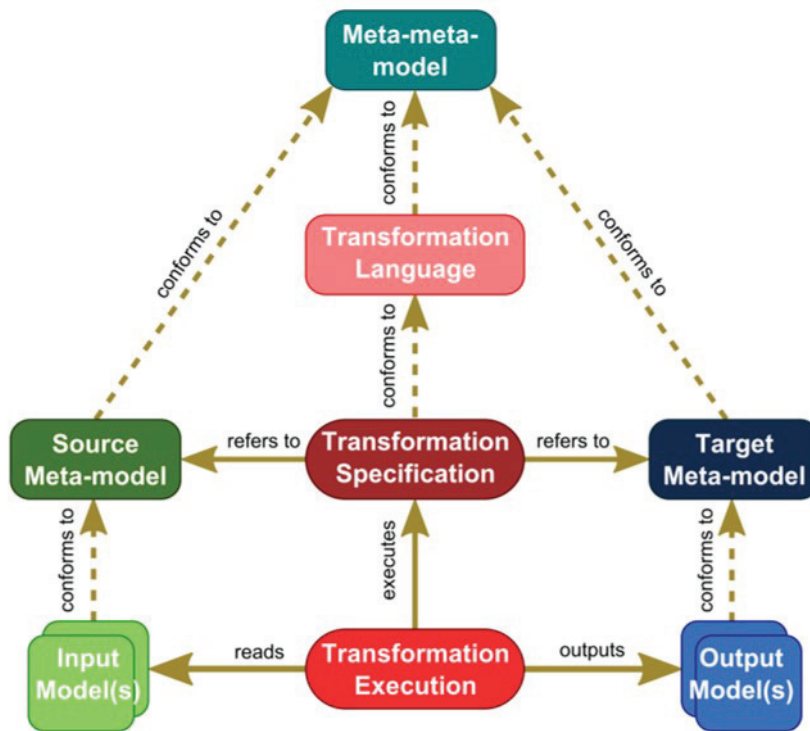 Meta-meta-
model
conforms to
conforms to
conforms to
Transformation
Language
conforms to
Source
Meta-model
refers to
Transformation
Specification
refers to
Target
Meta-model
conforms to
executes
conforms to
Input
Model(s)
reads
Transformation
Execution
outputs
Output
Model(s)